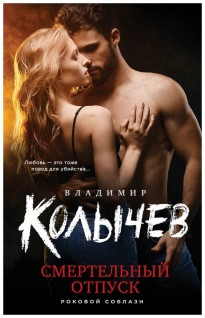 Любовь — это тоже
повод для убийства...
ВЛАДИМИР
КОЛЫЧЕВ
СМЕРТЕЛЬНЫЙ
ОТПУСК
РОКОВОЙ СОБЛАЗН